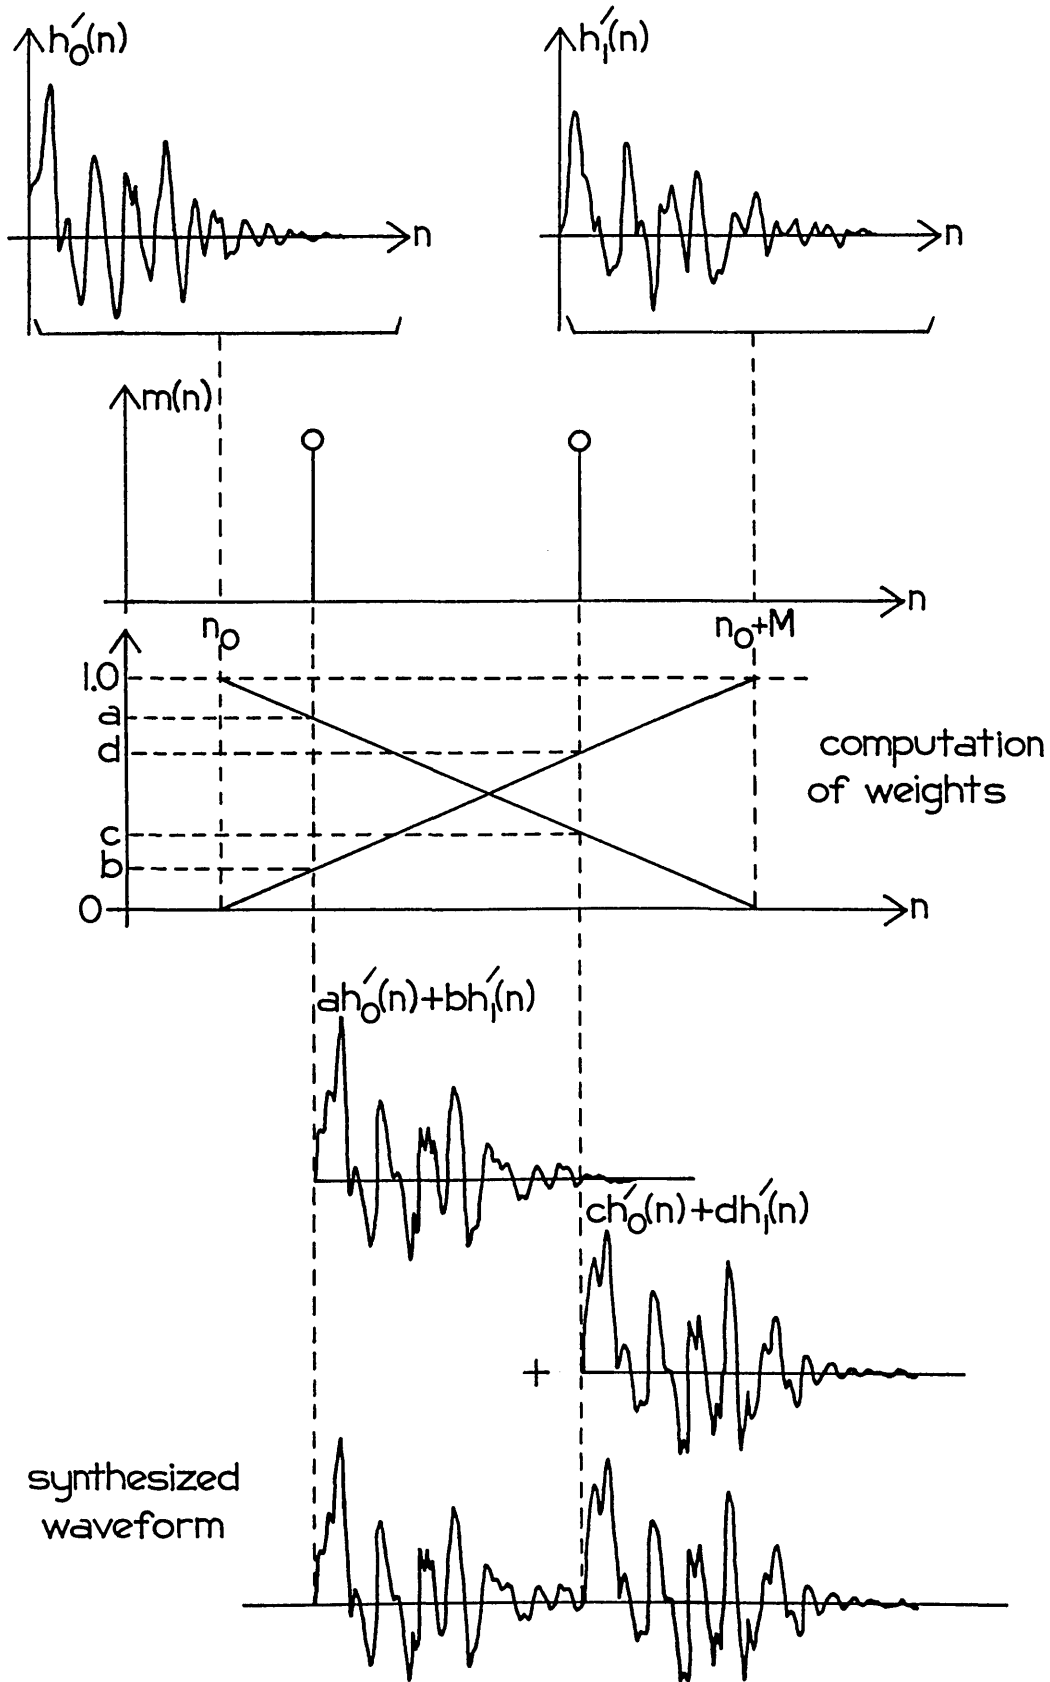 h₀′(n)
h₁′(n)
n
n
m(n)
n
n₀
n₀+M
1.0
a
d
c
b
0
n
computation
of weights
ah₀′(n)+bh₁′(n)
ch₀′(n)+dh₁′(n)
+
synthesized
waveform